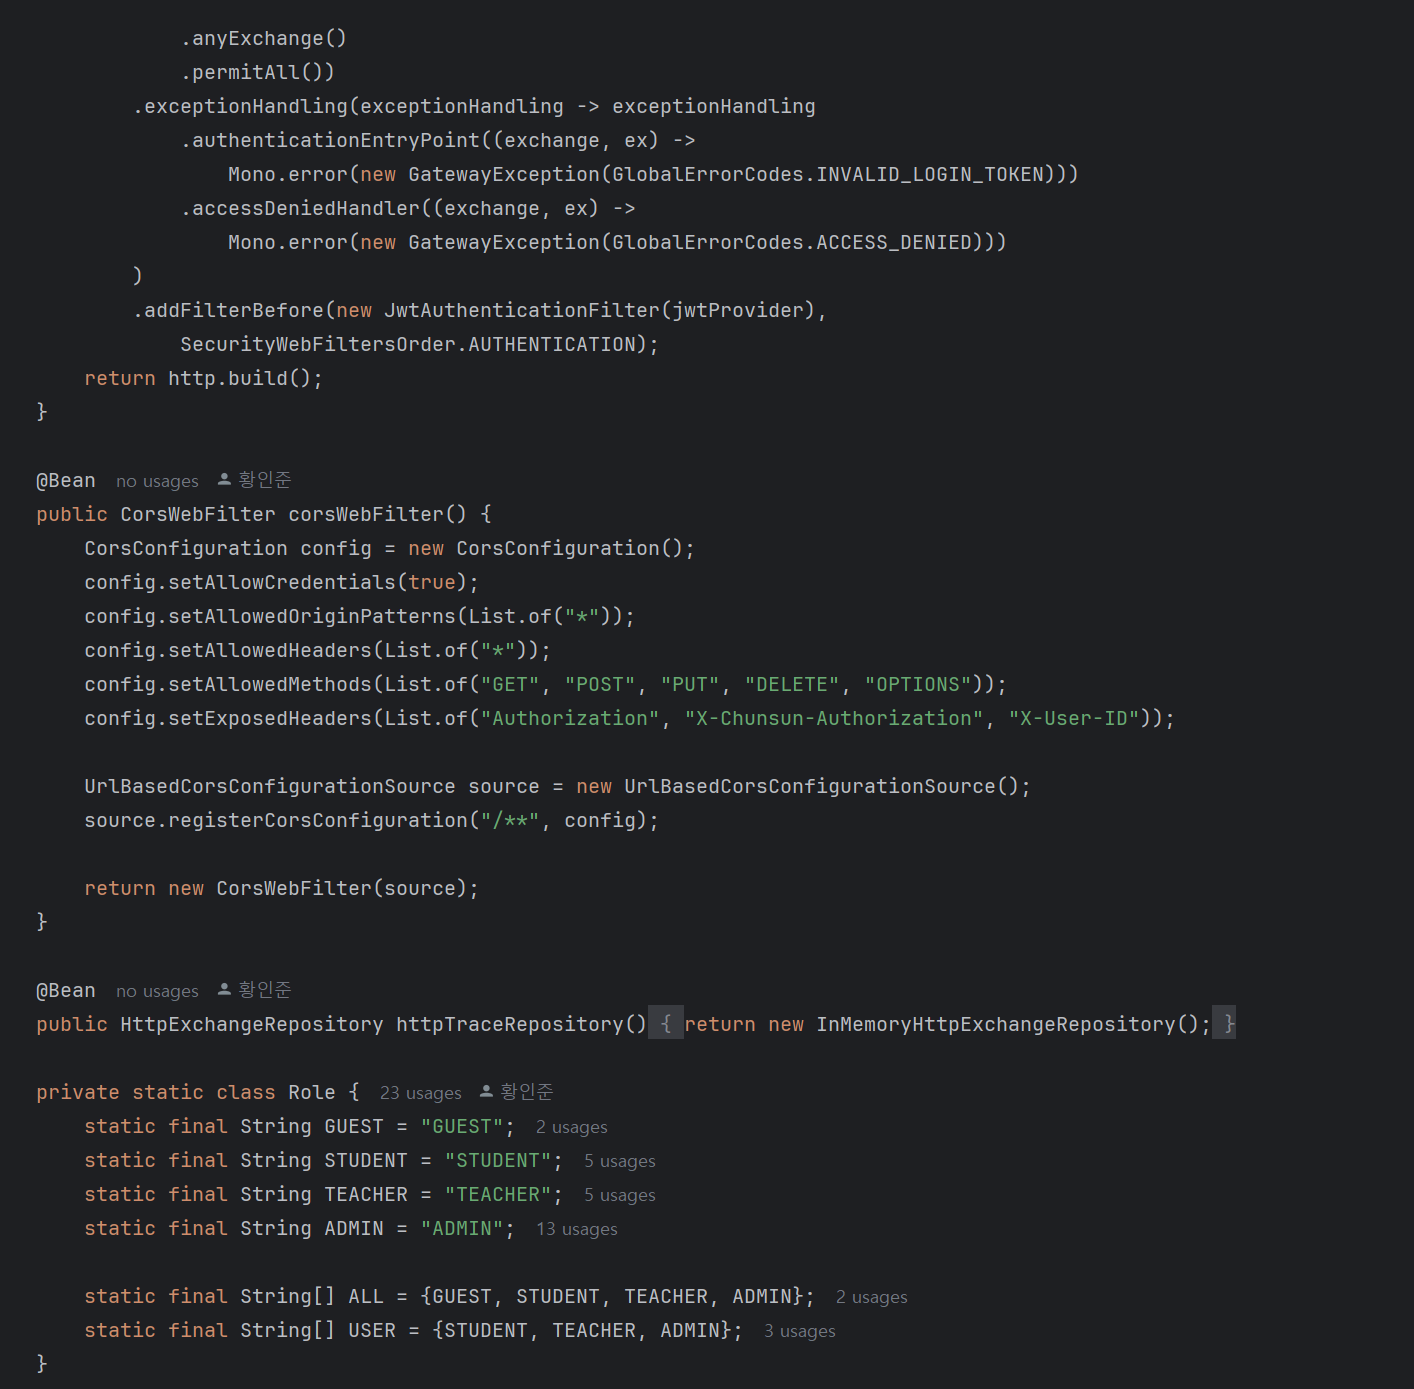 .anyExchange()
.permitAll())
.exceptionHandling(exceptionHandling -> exceptionHandling
.authenticationEntryPoint((exchange, ex) ->
Mono.error(new GatewayException(GlobalErrorCodes.INVALID_LOGIN_TOKEN)))
.accessDeniedHandler((exchange, ex) ->
Mono.error(new GatewayException(GlobalErrorCodes.ACCESS_DENIED)))
)
.addFilterBefore(new JwtAuthenticationFilter(jwtProvider),
SecurityWebFiltersOrder.AUTHENTICATION);
return http.build();
}
@Bean no usages 황인준
public CorsWebFilter corsWebFilter() {
CorsConfiguration config = new CorsConfiguration();
config.setAllowCredentials(true);
config.setAllowedOriginPatterns(List.of("*"));
config.setAllowedHeaders(List.of("*"));
config.setAllowedMethods(List.of("GET", "POST", "PUT", "DELETE", "OPTIONS"));
config.setExposedHeaders(List.of("Authorization", "X-Chunsun-Authorization", "X-User-ID"));
UrlBasedCorsConfigurationSource source = new UrlBasedCorsConfigurationSource();
source.registerCorsConfiguration("/**", config);
return new CorsWebFilter(source);
}
@Bean no usages 황인준
public HttpExchangeRepository httpTraceRepository() { return new InMemoryHttpExchangeRepository(); }
private static class Role { 23 usages 황인준
static final String GUEST = "GUEST"; 2 usages
static final String STUDENT = "STUDENT"; 5 usages
static final String TEACHER = "TEACHER"; 5 usages
static final String ADMIN = "ADMIN"; 13 usages
static final String[] ALL = {GUEST, STUDENT, TEACHER, ADMIN}; 2 usages
static final String[] USER = {STUDENT, TEACHER, ADMIN}; 3 usages
}